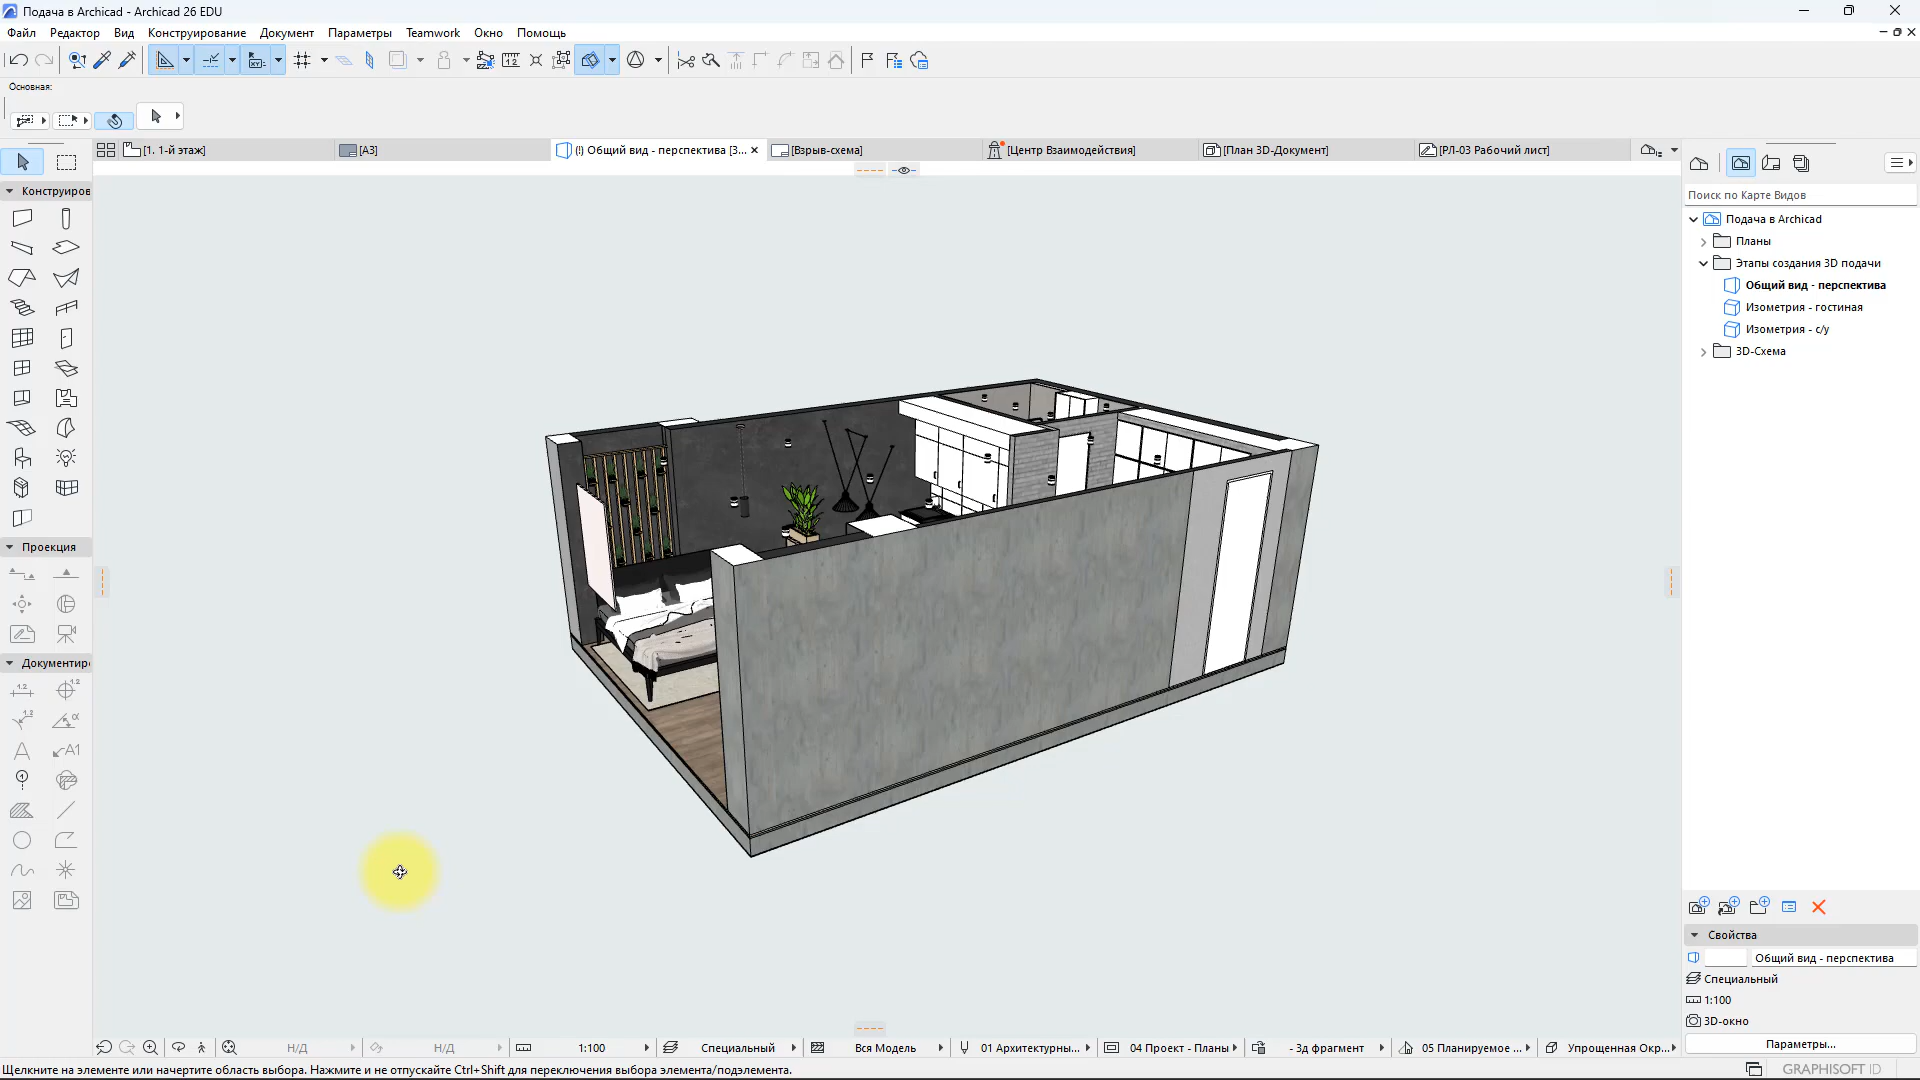 Подача в Archicad - Archicad 26 EDU
Файл Редактор Вид Конструирование Документ Параметры Teamwork Окно Помощь
Основная:
[1. 1-й этаж]
[A3]
(!) Общий вид - перспектива [3...
[Взрыв-схема]
[Центр Взаимодействия]
[План 3D-Документ]
[РЛ-03 Рабочий лист]
Конструиров
Проекция
Документиро
Поиск по Карте Видов
Подача в Archicad
Планы
Этапы создания 3D подачи
Общий вид - перспектива
Изометрия - гостиная
Изометрия - с/у
3D-Схема
Свойства
Общий вид - перспектива
Специальный
1:100
3D-окно
Параметры...
Н/Д Н/Д 1:100 Специальный Вся Модель 01 Архитектурны... 04 Проект - Планы - 3д фрагмент 05 Планируемое ... Упрощенная Окр...
Щелкните на элементе или начертите область выбора. Нажмите и не отпускайте Ctrl+Shift для переключения выбора элемента/подэлемента.
GRAPHISOFT ID